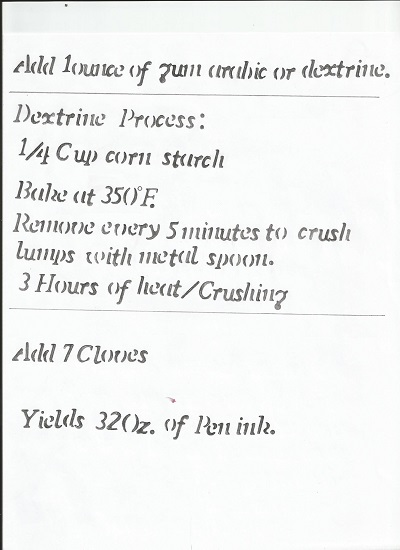 Add 1ounce of gum arabic or dextrine.
Dextrine Process:
1/4 Cup corn starch
Bake at 350°F.
Remove every 5 minutes to crush
lumps with metal spoon.
3 Hours of heat/Crushing
Add 7 Cloves
Yields 32 Oz. of Pen ink.